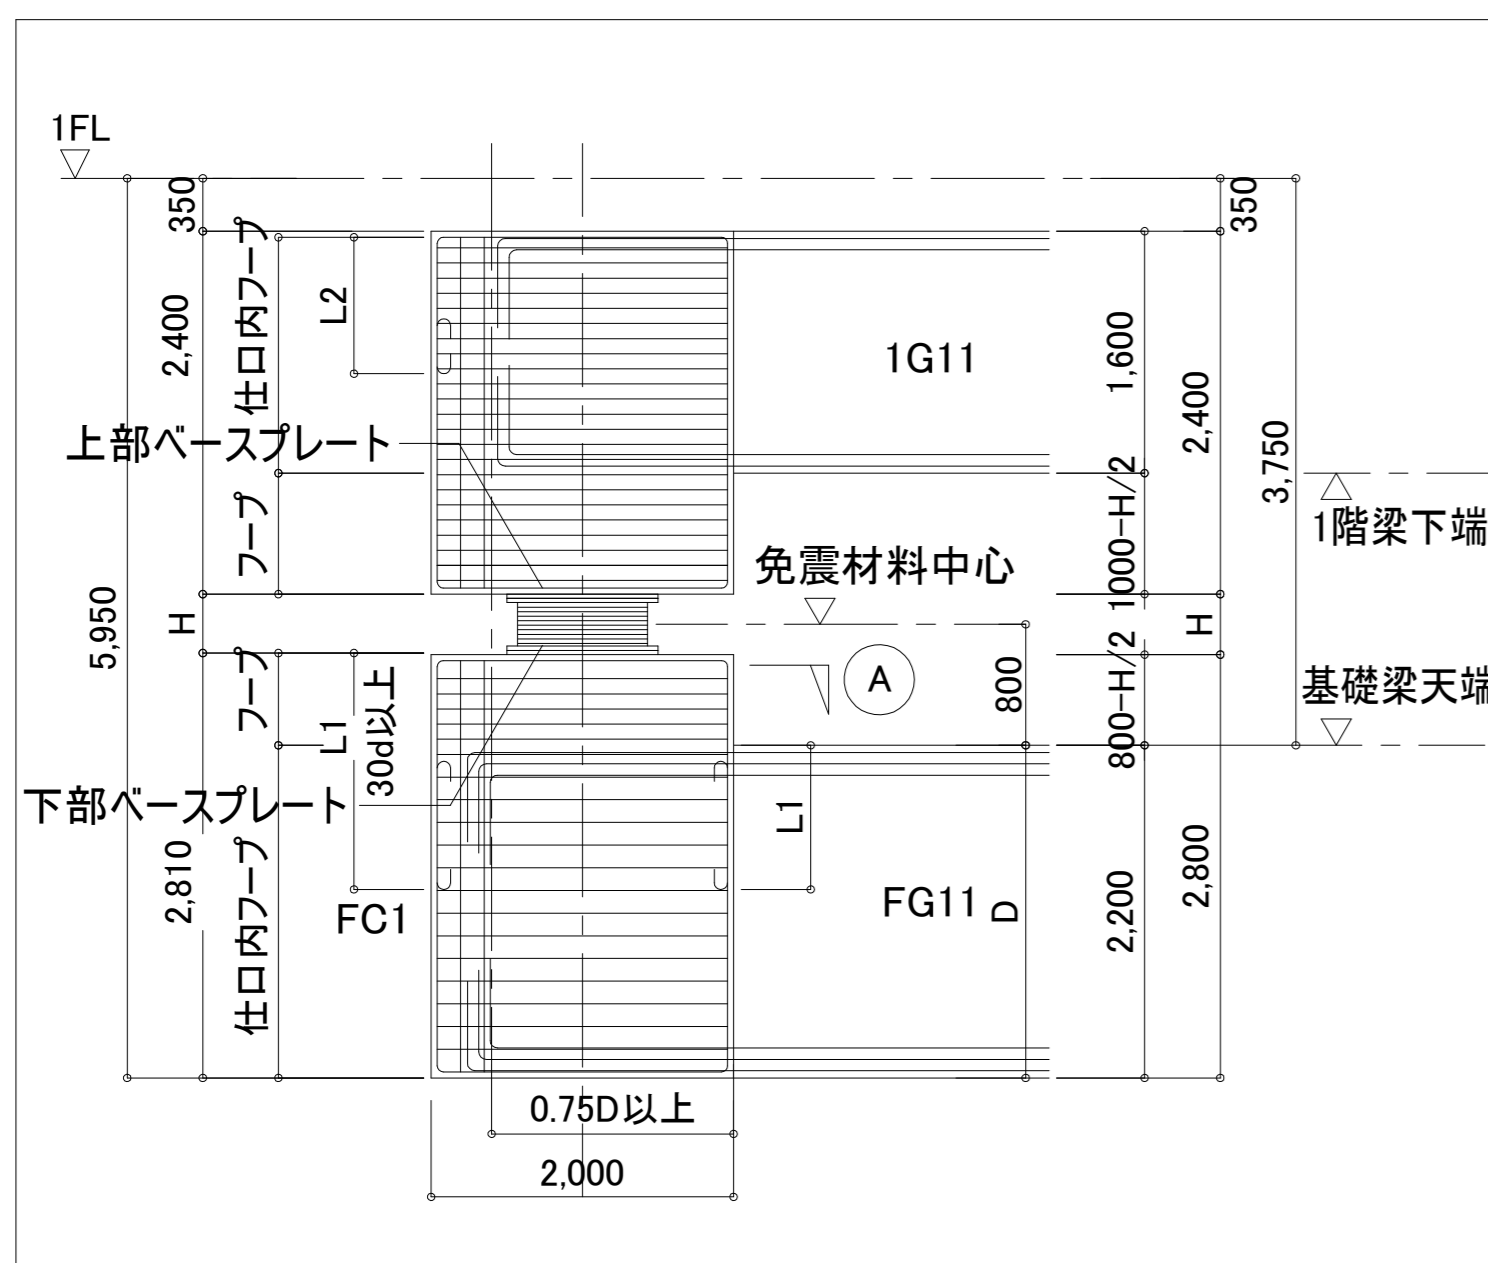 1FL
350
350
仕口内フープ
2,400
L2
1G11
1,600
2,400
上部ベースプレート
3,750
フープ
1000-H/2
1階梁下端
免震材料中心
5,950
H
H
フープ
L1
30d以上
A
800
800-H/2
基礎梁天端
下部ベースプレート
L1
2,810
仕口内フープ
FC1
FG11
D
2,200
2,800
0.75D以上
2,000